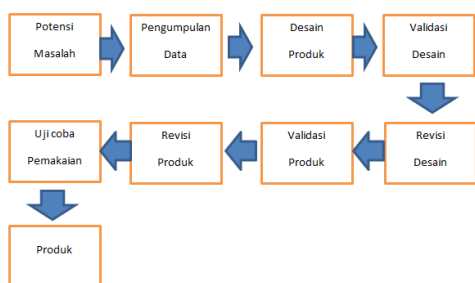 Potensi
Masalah
Pengumpulan
Data
Desain
Produk
Validasi
Desain
Uji coba
Pemakaian
Revisi
Produk
Validasi
Produk
Revisi
Desain
Produk